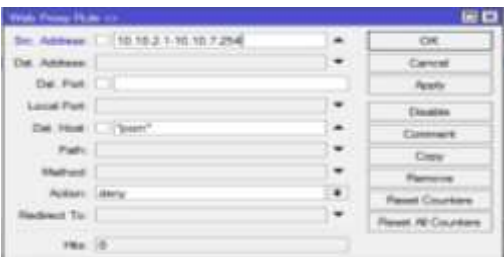 Web Proxy Rule <>
Src. Address: 10.10.2.1-10.10.7.254
Dst. Address:
Dst. Port:
Local Port:
Dst. Host:
Path:
Method:
Action: deny
Redirect To:
Hits: 0
OK
Cancel
Apply
Disable
Comment
Copy
Remove
Reset Counters
Reset All Counters